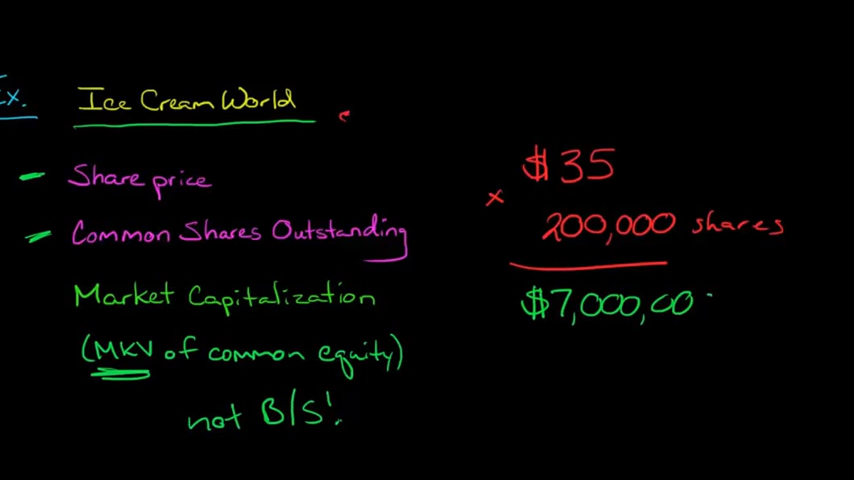 Ex. Ice Cream World
- Share price
$35
- Common Shares Outstanding
x 200,000 shares
Market Capitalization
$7,000,00
(MKV of common equity)
not B/S!